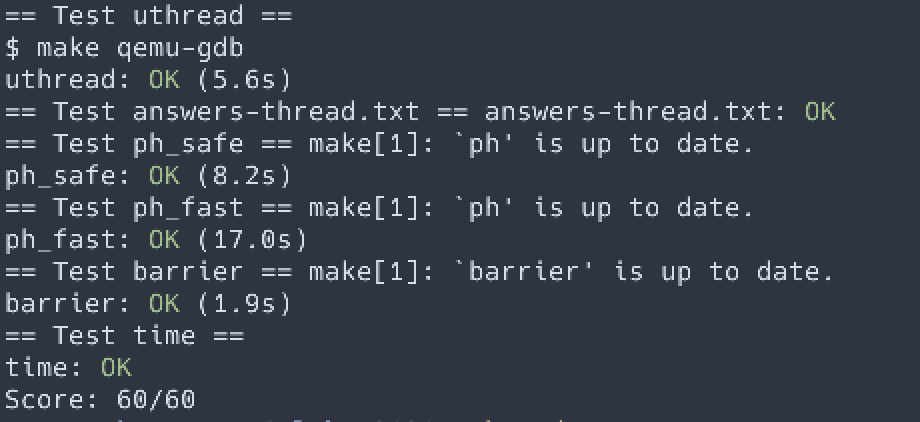 == Test uthread ==
$ make qemu-gdb
uthread: OK (5.6s)
== Test answers-thread.txt == answers-thread.txt: OK
== Test ph_safe == make[1]: `ph' is up to date.
ph_safe: OK (8.2s)
== Test ph_fast == make[1]: `ph' is up to date.
ph_fast: OK (17.0s)
== Test barrier == make[1]: `barrier' is up to date.
barrier: OK (1.9s)
== Test time ==
time: OK
Score: 60/60